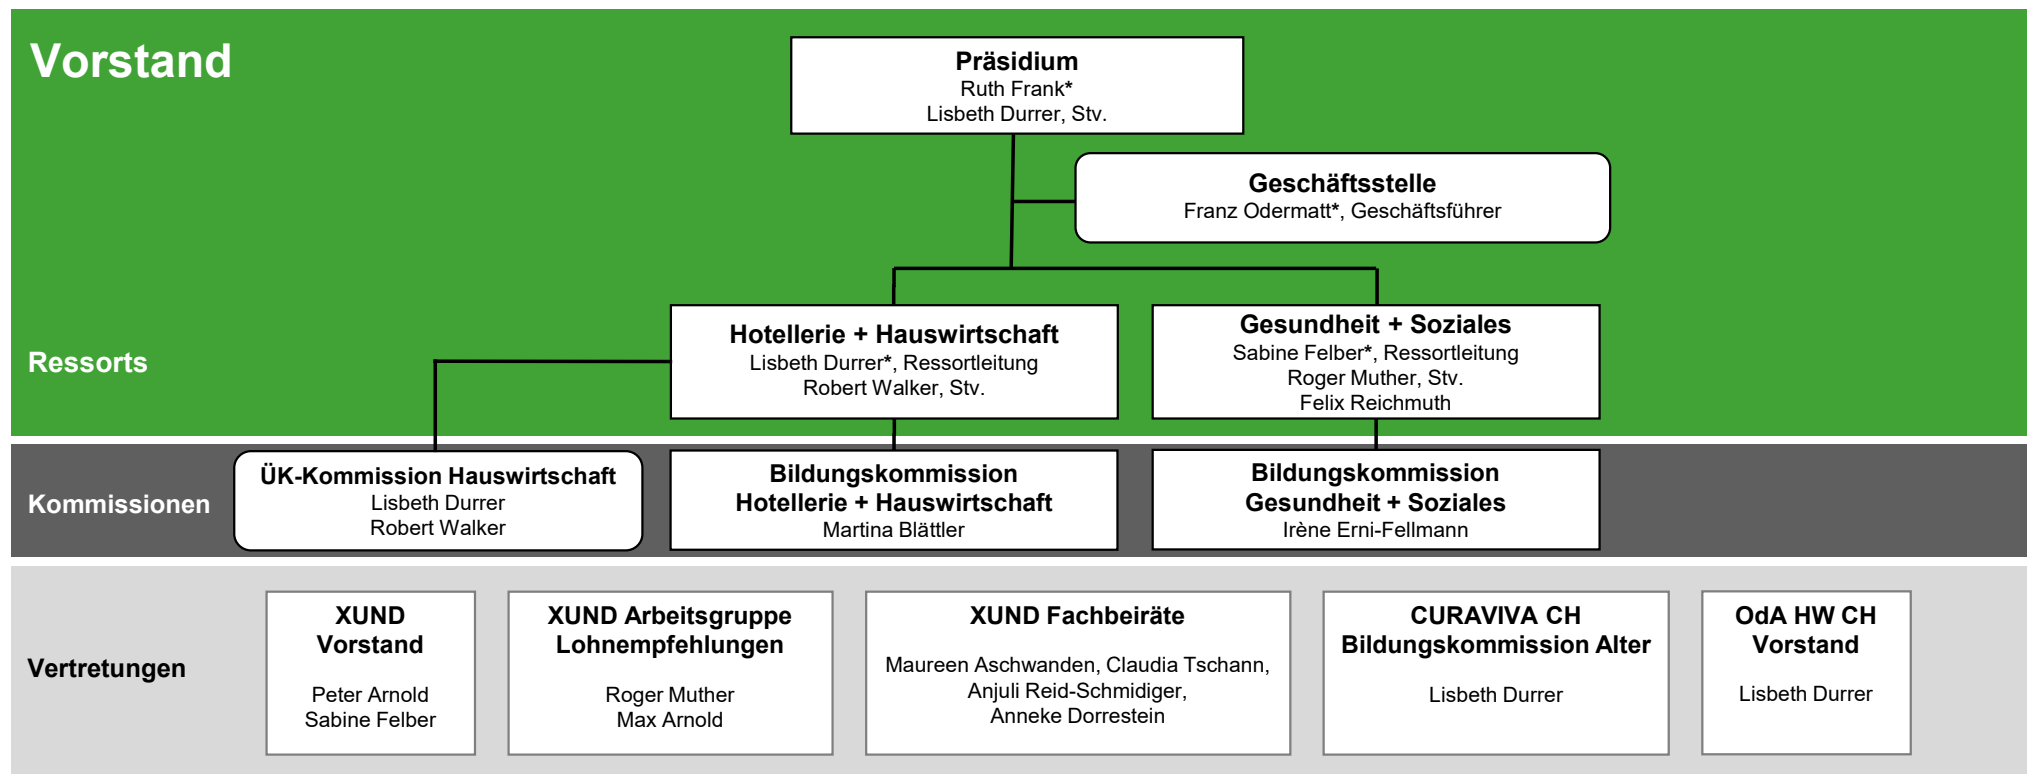 Vorstand
Präsidium
Ruth Frank*
Lisbeth Durrer, Stv.
Geschäftsstelle
Franz Odermatt*, Geschäftsführer
Ressorts
Hotellerie + Hauswirtschaft
Lisbeth Durrer*, Ressortleitung
Robert Walker, Stv.
Gesundheit + Soziales
Sabine Felber*, Ressortleitung
Roger Muther, Stv.
Felix Reichmuth
Kommissionen
ÜK-Kommission Hauswirtschaft
Lisbeth Durrer
Robert Walker
Bildungskommission
Hotellerie + Hauswirtschaft
Martina Blättler
Bildungskommission
Gesundheit + Soziales
Irène Erni-Fellmann
Vertretungen
XUND
Vorstand
Peter Arnold
Sabine Felber
XUND Arbeitsgruppe
Lohnempfehlungen
Roger Muther
Max Arnold
XUND Fachbeiräte
Maureen Aschwanden, Claudia Tschann,
Anjuli Reid-Schmidiger,
Anneke Dorrestein
CURAVIVA CH
Bildungskommission Alter
Lisbeth Durrer
OdA HW CH
Vorstand
Lisbeth Durrer